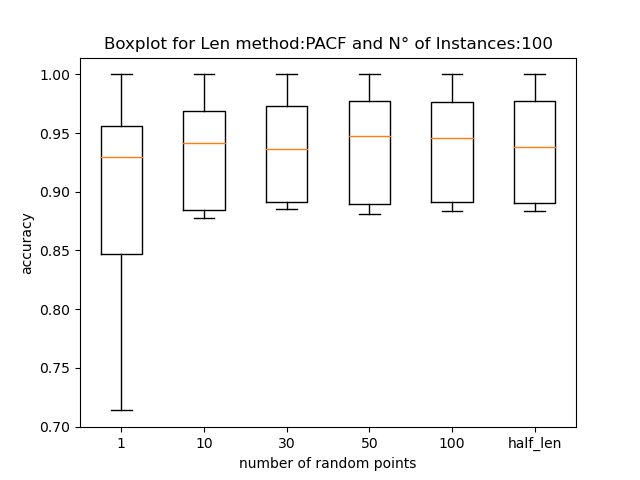 Boxplot for Len method:PACF and N° of Instances:100
1.00
0.95
0.90
0.85
0.80
0.75
0.70
accuracy
1 10 30 50 100 half_len
number of random points